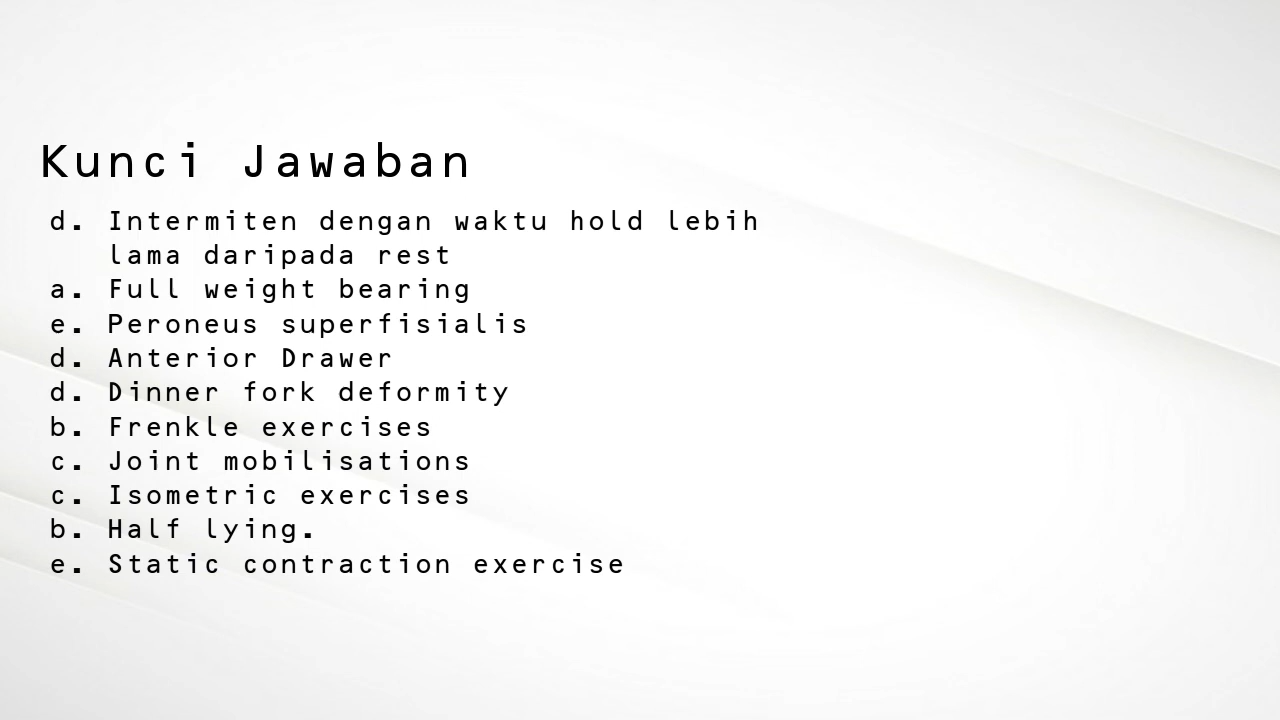 Kunci Jawaban
d. Intermiten dengan waktu hold lebih
lama daripada rest
a. Full weight bearing
e. Peroneus superfisialis
d. Anterior Drawer
d. Dinner fork deformity
b. Frenkle exercises
c. Joint mobilisations
c. Isometric exercises
b. Half lying.
e. Static contraction exercise